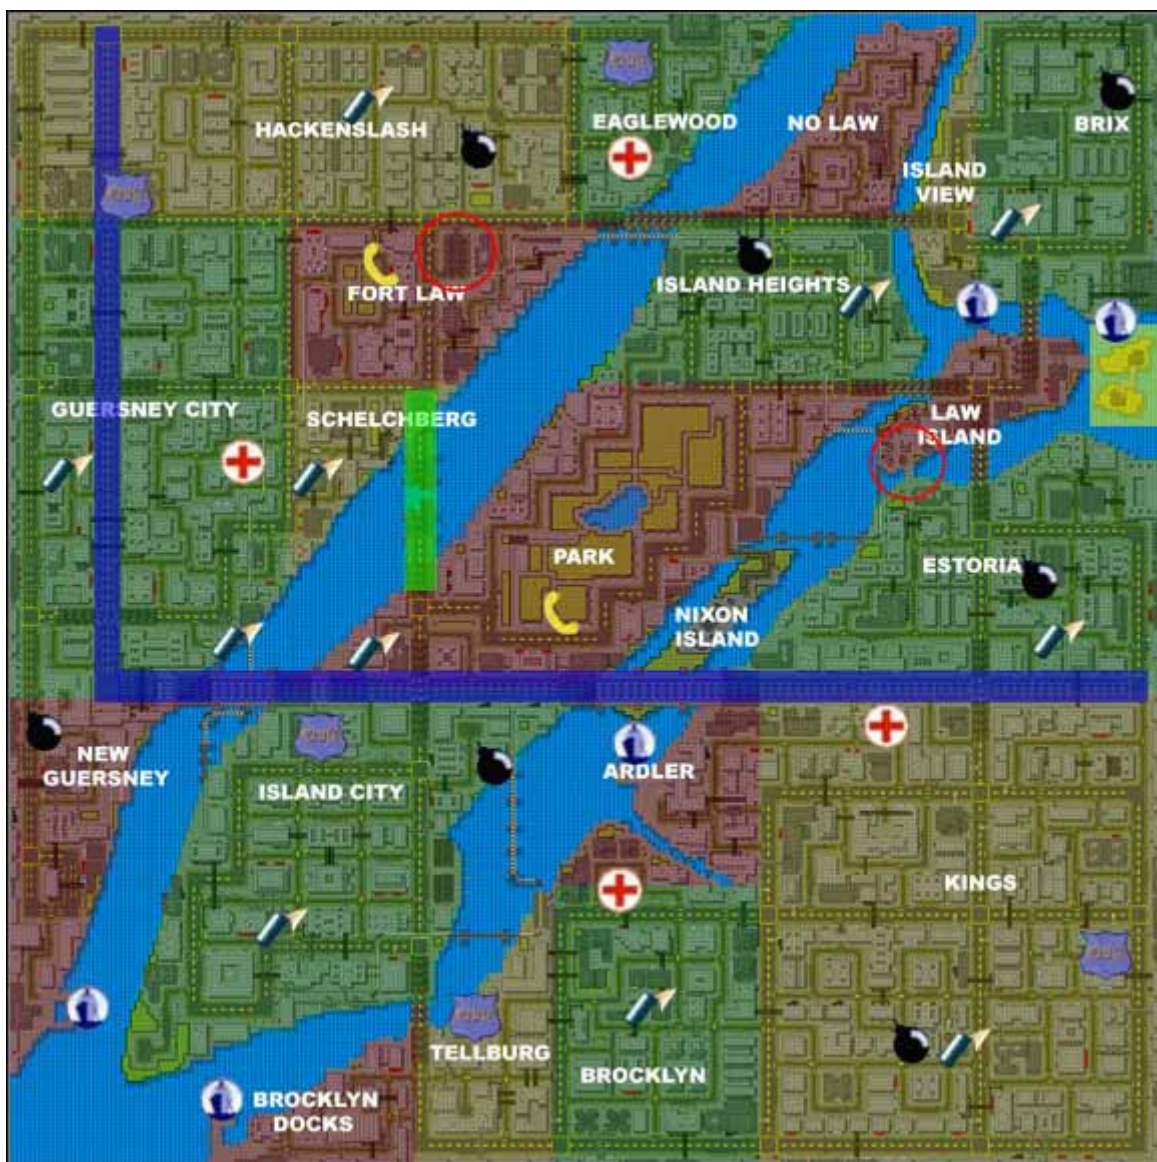 EAGLEWOOD
NO LAW
BRIX
HACKENSLASH
ISLAND
VIEW
ISLAND HEIGHTS
FORT LAW
GUERSNEY CITY
SCHELCHBERG
LAW
ISLAND
PARK
ESTORIA
NIXON
ISLAND
NEW
GUERSNEY
ISLAND CITY
ARDLER
KINGS
TELLBURG
BROCKLYN
BROCKLYN
DOCKS